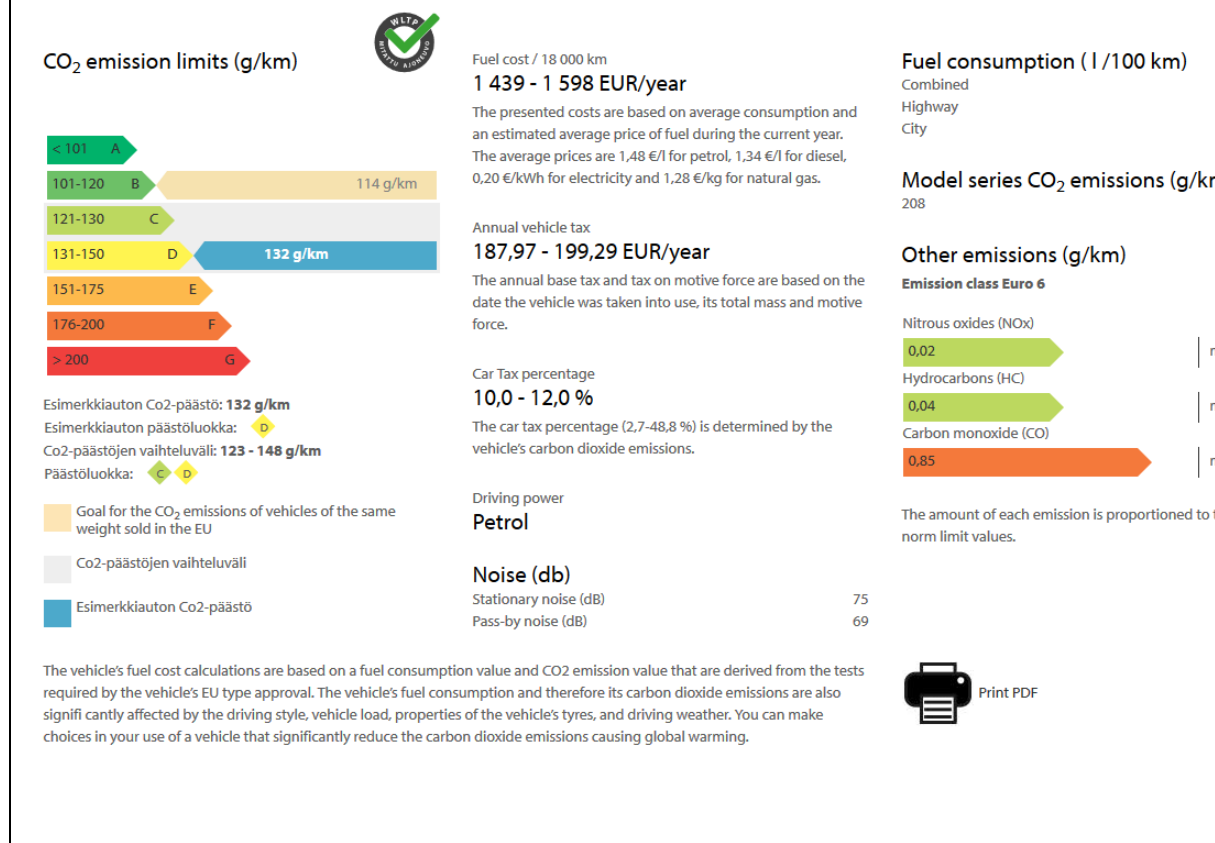 CO2 emission limits (g/km)
WLTP
MITATTU AJONEUVO
< 101 A
101-120 B
114 g/km
121-130 C
131-150 D
132 g/km
151-175 E
176-200 F
> 200 G
Esimerkkiauton Co2-päästö: 132 g/km
Esimerkkiauton päästöluokka: D
Co2-päästöjen vaihteluväli: 123 - 148 g/km
Päästöluokka: C D
Goal for the CO2 emissions of vehicles of the same
weight sold in the EU
Co2-päästöjen vaihteluväli
Esimerkkiauton Co2-päästö
Fuel cost / 18 000 km
1 439 - 1 598 EUR/year
The presented costs are based on average consumption and
an estimated average price of fuel during the current year.
The average prices are 1,48 €/l for petrol, 1,34 €/l for diesel,
0,20 €/kWh for electricity and 1,28 €/kg for natural gas.
Annual vehicle tax
187,97 - 199,29 EUR/year
The annual base tax and tax on motive force are based on the
date the vehicle was taken into use, its total mass and motive
force.
Car Tax percentage
10,0 - 12,0 %
The car tax percentage (2,7-48,8 %) is determined by the
vehicle's carbon dioxide emissions.
Driving power
Petrol
Noise (db)
Stationary noise (dB) 75
Pass-by noise (dB) 69
Fuel consumption ( l /100 km)
Combined
Highway
City
Model series CO2 emissions (g/k
208
Other emissions (g/km)
Emission class Euro 6
Nitrous oxides (NOx)
0,02
Hydrocarbons (HC)
0,04
Carbon monoxide (CO)
0,85
The amount of each emission is proportioned to
norm limit values.
The vehicle's fuel cost calculations are based on a fuel consumption value and CO2 emission value that are derived from the tests
required by the vehicle's EU type approval. The vehicle's fuel consumption and therefore its carbon dioxide emissions are also
signifi cantly affected by the driving style, vehicle load, properties of the vehicle's tyres, and driving weather. You can make
choices in your use of a vehicle that significantly reduce the carbon dioxide emissions causing global warming.
Print PDF